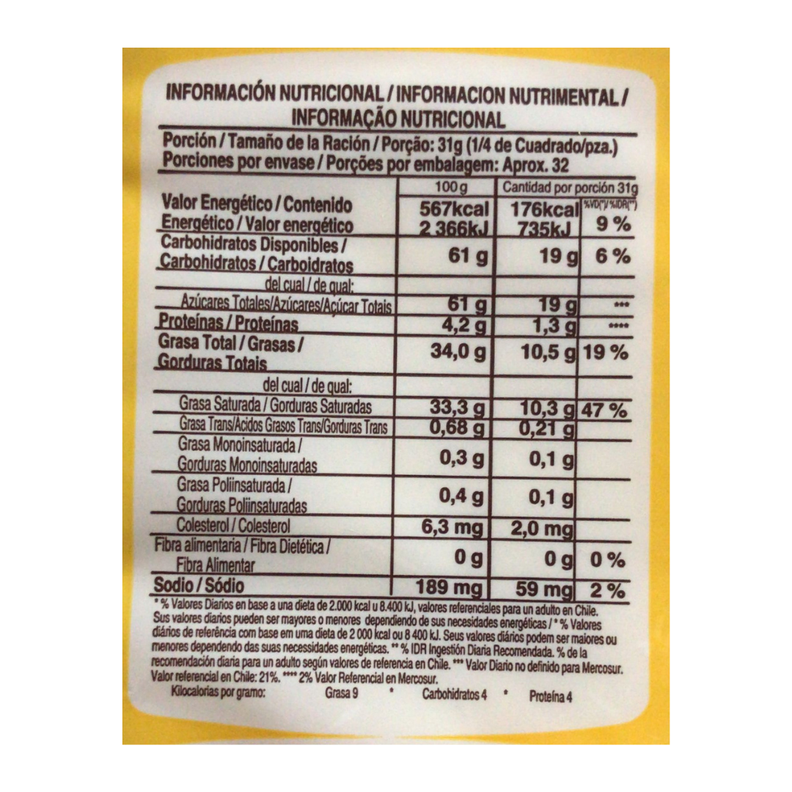 INFORMACIÓN NUTRICIONAL / INFORMACION NUTRIMENTAL /
INFORMAÇÃO NUTRICIONAL
Porción / Tamaño de la Ración / Porção: 31g (1/4 de Cuadrado/pza.)
Porciones por envase / Porções por embalagem: Aprox. 32
100 g Cantidad por porción 31g
Valor Energético / Contenido 567kcal 176kcal %VD(*)/ %IDR(**)
Energético / Valor energético 2 366kJ 735kJ 9 %
Carbohidratos Disponibles /
Carbohidratos / Carboidratos 61 g 19 g 6 %
del cual / de qual:
Azúcares Totales/Azúcares/Açúcar Totais 61 g 19 g ***
Proteínas / Proteínas 4,2 g 1,3 g ****
Grasa Total / Grasas / 34,0 g 10,5 g 19 %
Gorduras Totais
del cual / de qual:
Grasa Saturada / Gorduras Saturadas 33,3 g 10,3 g 47 %
Grasa Trans/Acidos Grasos Trans/Gorduras Trans 0,68 g 0,21 g
Grasa Monoinsaturada /
Gorduras Monoinsaturadas 0,3 g 0,1 g
Grasa Poliinsaturada /
Gorduras Poliinsaturadas 0,4 g 0,1 g
Colesterol / Colesterol 6,3 mg 2,0 mg
Fibra alimentaria / Fibra Dietética /
Fibra Alimentar 0 g 0 g 0 %
Sodio / Sódio 189 mg 59 mg 2 %
* % Valores Diarios en base a una dieta de 2.000 kcal u 8.400 kJ, valores referenciales para un adulto en Chile.
Sus valores diarios pueden ser mayores o menores dependiendo de sus necesidades energéticas / * % Valores
diários de referência com base em uma dieta de 2 000 kcal ou 8 400 kJ. Seus valores diários podem ser maiores ou
menores dependendo das suas necessidades energéticas. ** % IDR Ingestión Diaria Recomendada. % de la
recomendación diaria para un adulto según valores de referencia en Chile. *** Valor Diario no definido para Mercosur.
Valor referencial en Chile: 21%. **** 2% Valor Referencial en Mercosur.
Kilocalorías por gramo: Grasa 9 * Carbohidratos 4 * Proteína 4